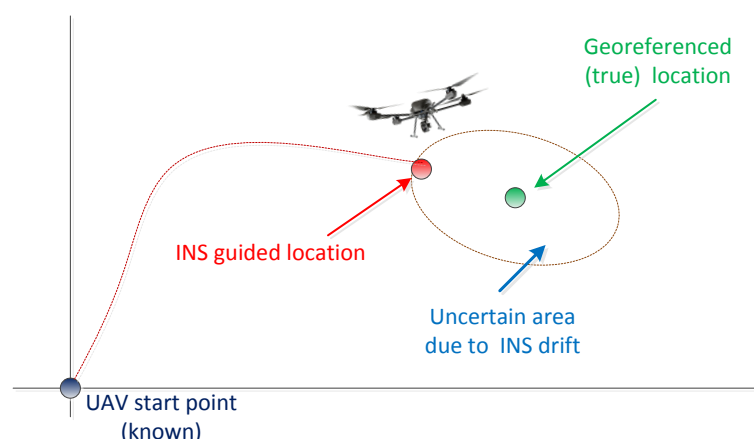 Georeferenced
(true) location
INS guided location
Uncertain area
due to INS drift
UAV start point
(known)